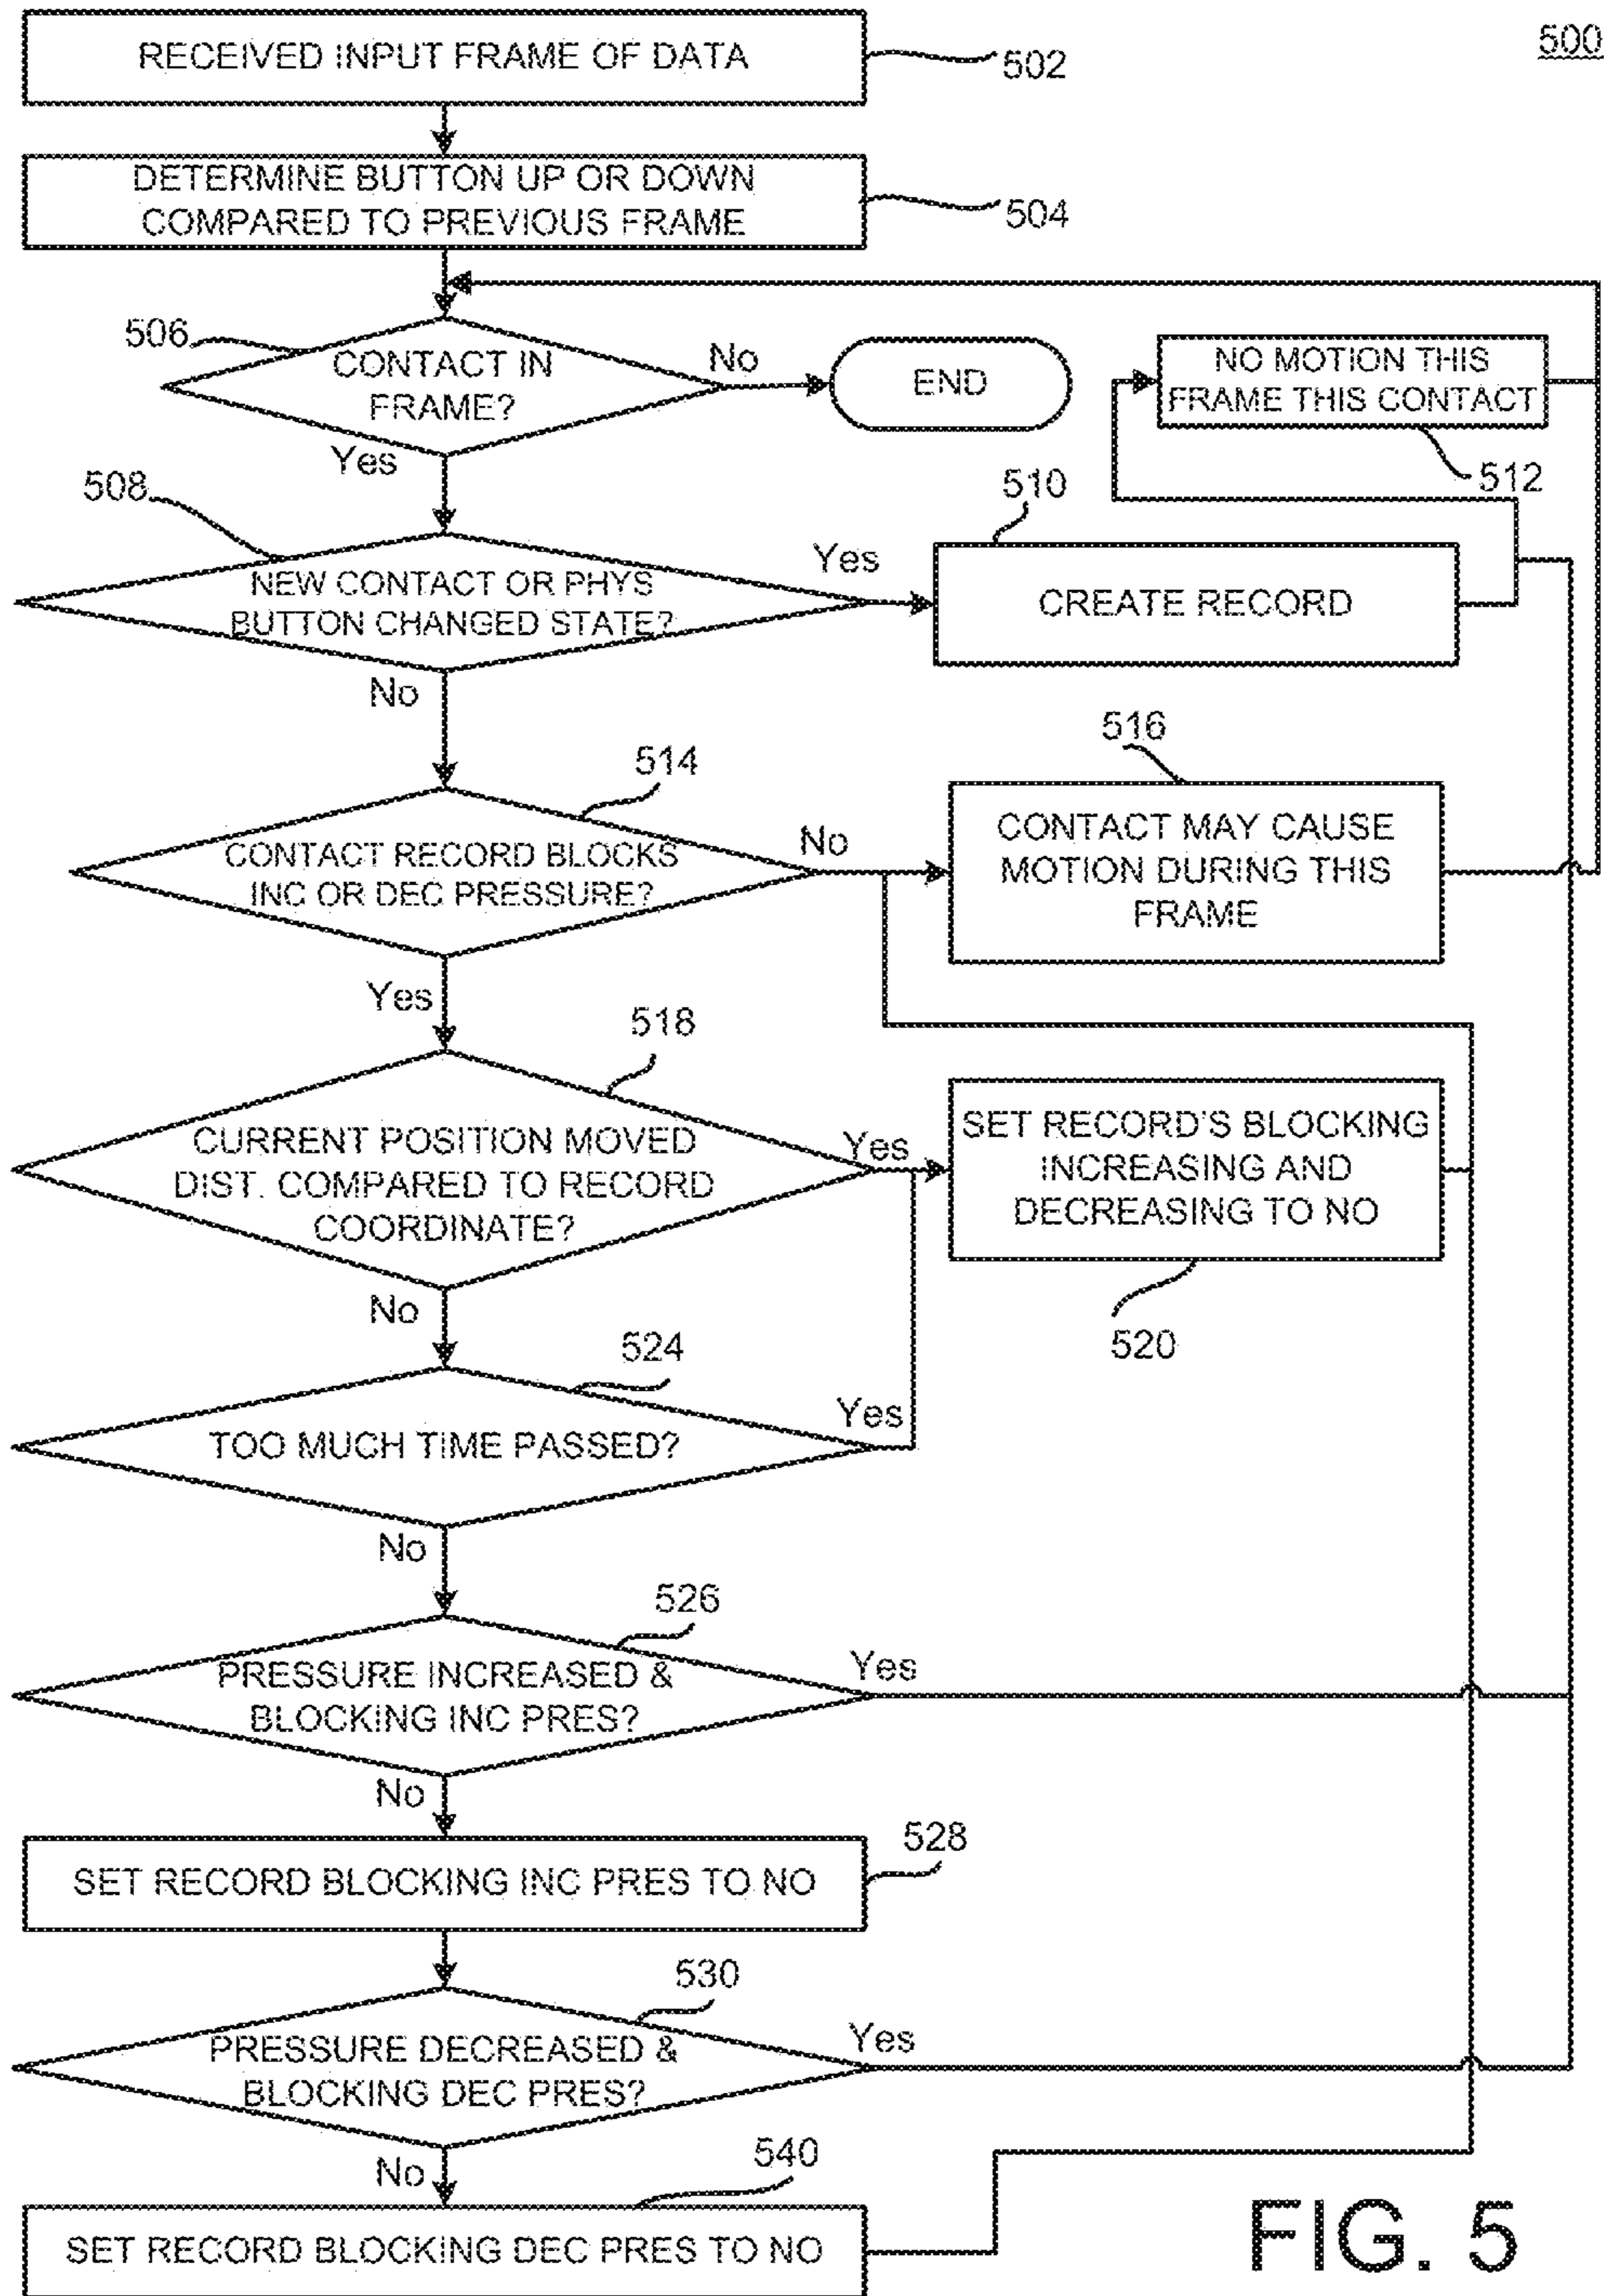 500
RECEIVED INPUT FRAME OF DATA
502
DETERMINE BUTTON UP OR DOWN
COMPARED TO PREVIOUS FRAME
504
506
CONTACT IN
FRAME?
No
END
NO MOTION THIS
FRAME THIS CONTACT
512
Yes
508
NEW CONTACT OR PHYS
BUTTON CHANGED STATE?
Yes
510
CREATE RECORD
No
514
CONTACT RECORD BLOCKS
INC OR DEC PRESSURE?
No
516
CONTACT MAY CAUSE
MOTION DURING THIS
FRAME
Yes
518
CURRENT POSITION MOVED
DIST. COMPARED TO RECORD
COORDINATE?
Yes
SET RECORD'S BLOCKING
INCREASING AND
DECREASING TO NO
520
No
524
TOO MUCH TIME PASSED?
Yes
No
526
PRESSURE INCREASED &
BLOCKING INC PRES?
Yes
No
528
SET RECORD BLOCKING INC PRES TO NO
530
PRESSURE DECREASED &
BLOCKING DEC PRES?
Yes
No
540
SET RECORD BLOCKING DEC PRES TO NO
FIG. 5